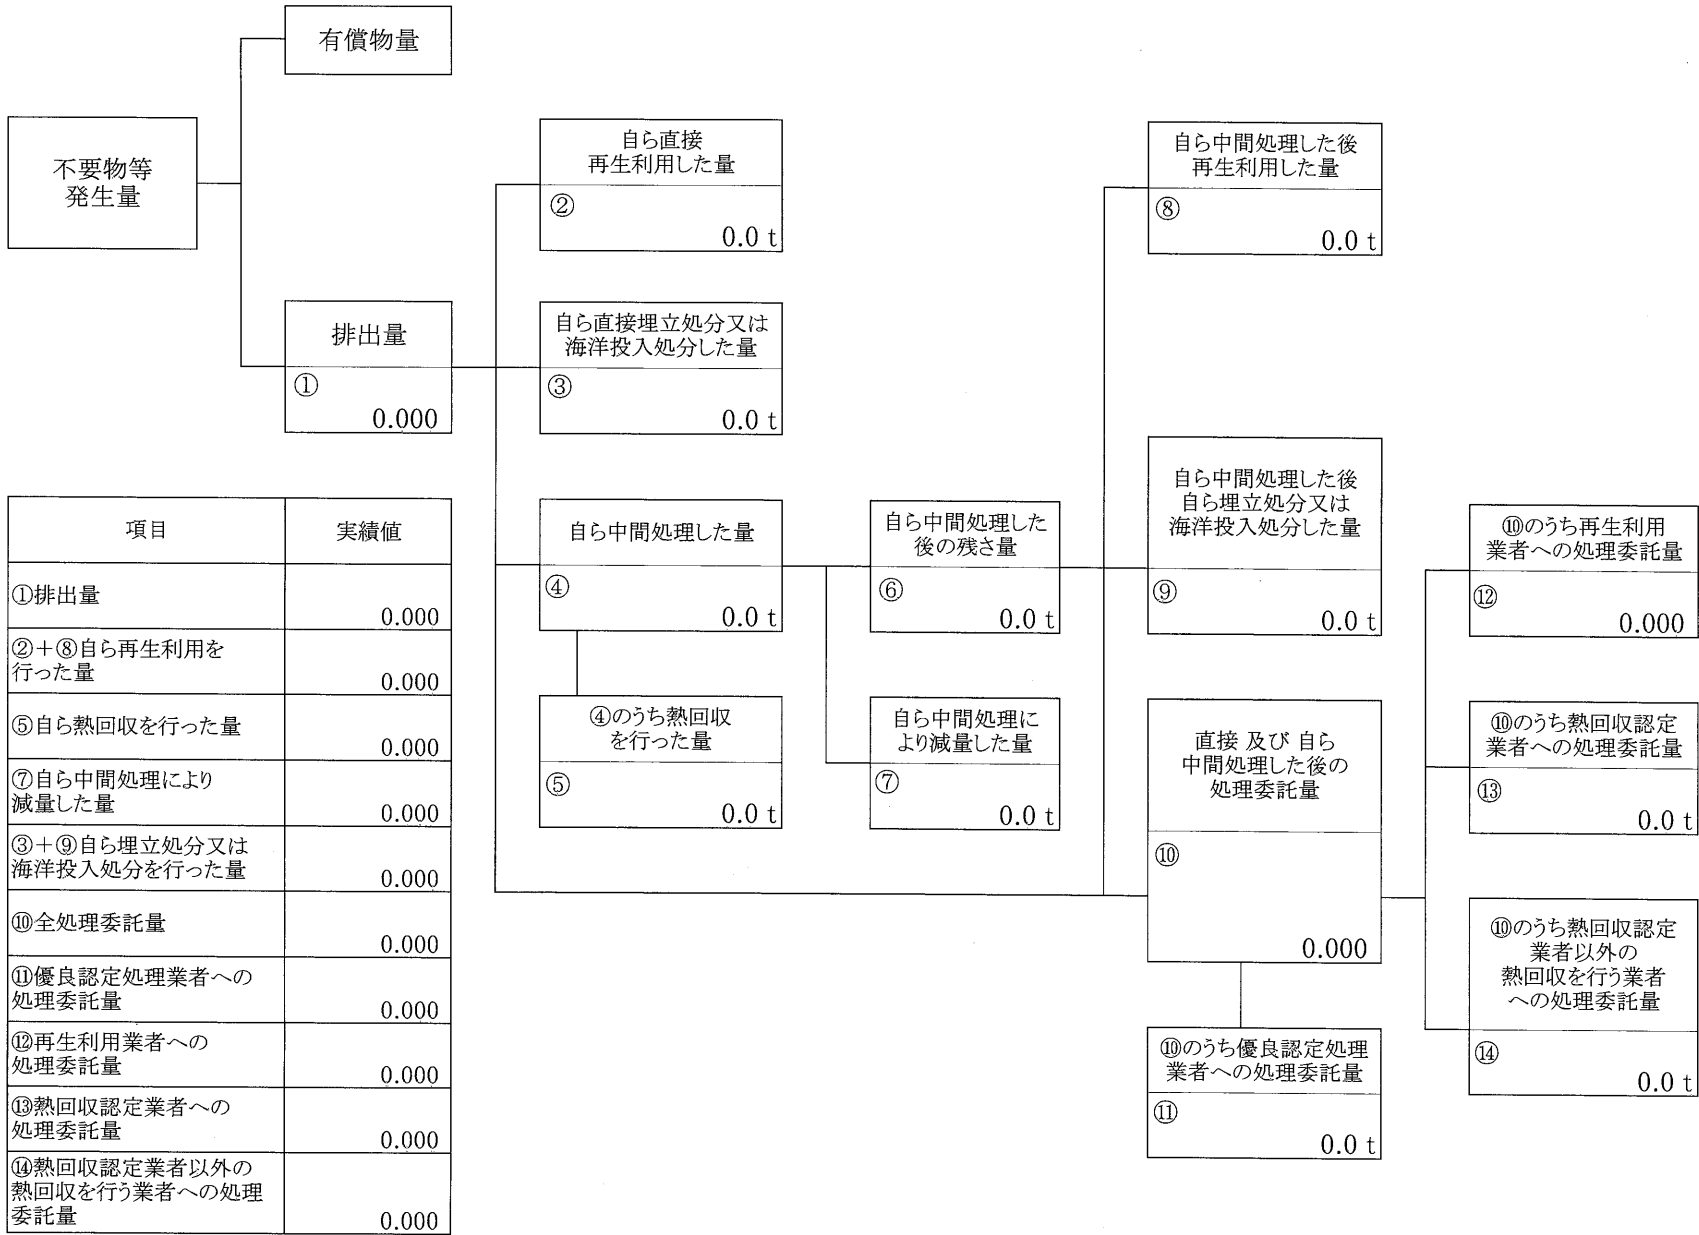 有償物量
不要物等
発生量
排出量
①
0.000
自ら直接
再生利用した量
②
0.0 t
自ら直接埋立処分又は
海洋投入処分した量
③
0.0 t
自ら中間処理した量
④
0.0 t
④のうち熱回収
を行った量
⑤
0.0 t
自ら中間処理した
後の残さ量
⑥
0.0 t
自ら中間処理に
より減量した量
⑦
0.0 t
自ら中間処理した後
再生利用した量
⑧
0.0 t
自ら中間処理した後
自ら埋立処分又は
海洋投入処分した量
⑨
0.0 t
直接 及び 自ら
中間処理した後の
処理委託量
⑩
0.000
⑩のうち優良認定処理
業者への処理委託量
⑪
0.0 t
⑩のうち再生利用
業者への処理委託量
⑫
0.000
⑩のうち熱回収認定
業者への処理委託量
⑬
0.0 t
⑩のうち熱回収認定
業者以外の
熱回収を行う業者
への処理委託量
⑭
0.0 t
項目 実績値
①排出量
0.000
②＋⑧自ら再生利用を
行った量
0.000
⑤自ら熱回収を行った量
0.000
⑦自ら中間処理により
減量した量
0.000
③＋⑨自ら埋立処分又は
海洋投入処分を行った量
0.000
⑩全処理委託量
0.000
⑪優良認定処理業者への
処理委託量
0.000
⑫再生利用業者への
処理委託量
0.000
⑬熱回収認定業者への
処理委託量
0.000
⑭熱回収認定業者以外の
熱回収を行う業者への処理
委託量
0.000